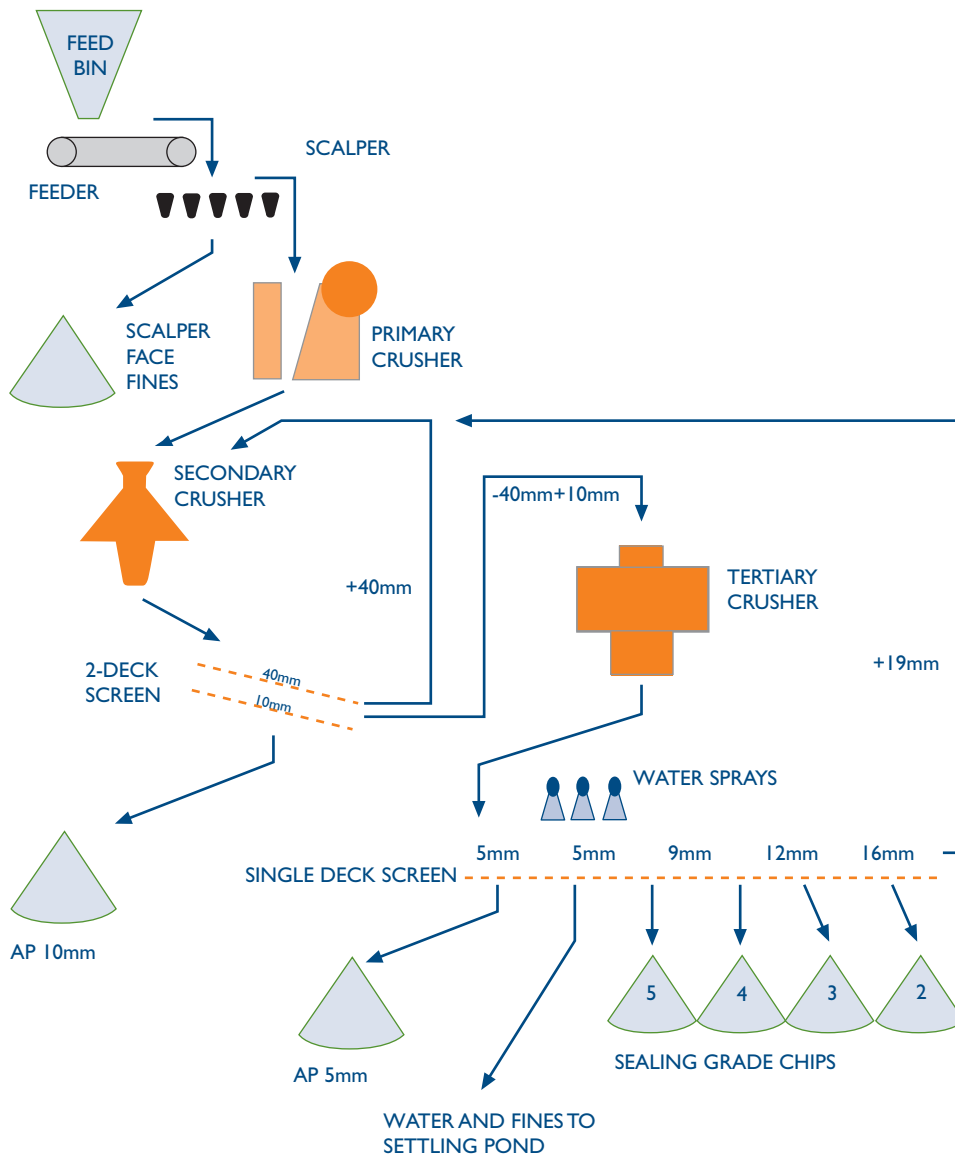 FEED
BIN
SCALPER
FEEDER
SCALPER
FACE
FINES
PRIMARY
CRUSHER
SECONDARY
CRUSHER
-40mm+10mm
+40mm
TERTIARY
CRUSHER
+19mm
2-DECK
SCREEN
40mm
10mm
WATER SPRAYS
5mm 5mm 9mm 12mm 16mm
SINGLE DECK SCREEN
AP 10mm
5 4 3 2
AP 5mm
SEALING GRADE CHIPS
WATER AND FINES TO
SETTLING POND